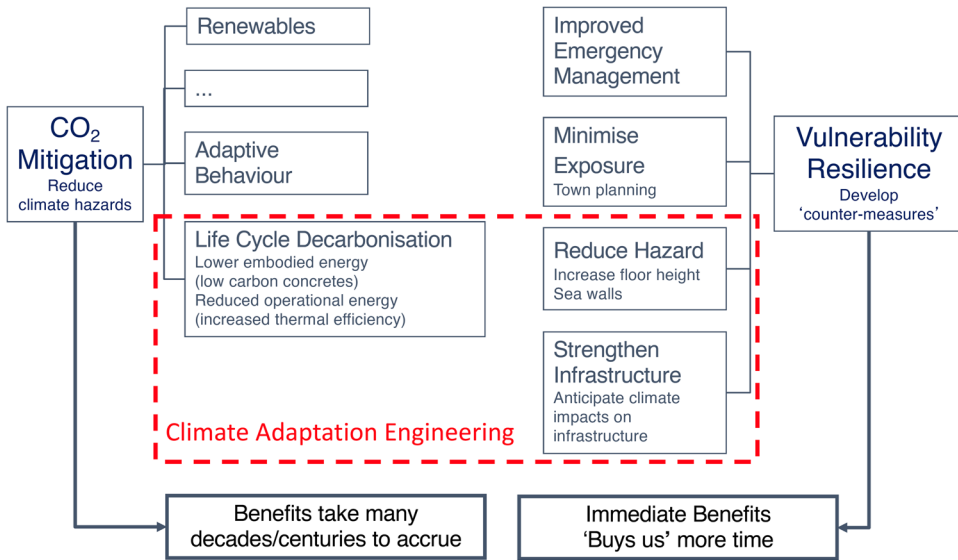 Renewables
...
CO₂
Mitigation
Reduce
climate hazards
Adaptive
Behaviour
Life Cycle Decarbonisation
Lower embodied energy
(low carbon concretes)
Reduced operational energy
(increased thermal efficiency)
Improved
Emergency
Management
Minimise
Exposure
Town planning
Vulnerability
Resilience
Develop
‘counter-measures’
Reduce Hazard
Increase floor height
Sea walls
Strengthen
Infrastructure
Anticipate climate
impacts on
infrastructure
Climate Adaptation Engineering
Benefits take many
decades/centuries to accrue
Immediate Benefits
‘Buys us’ more time